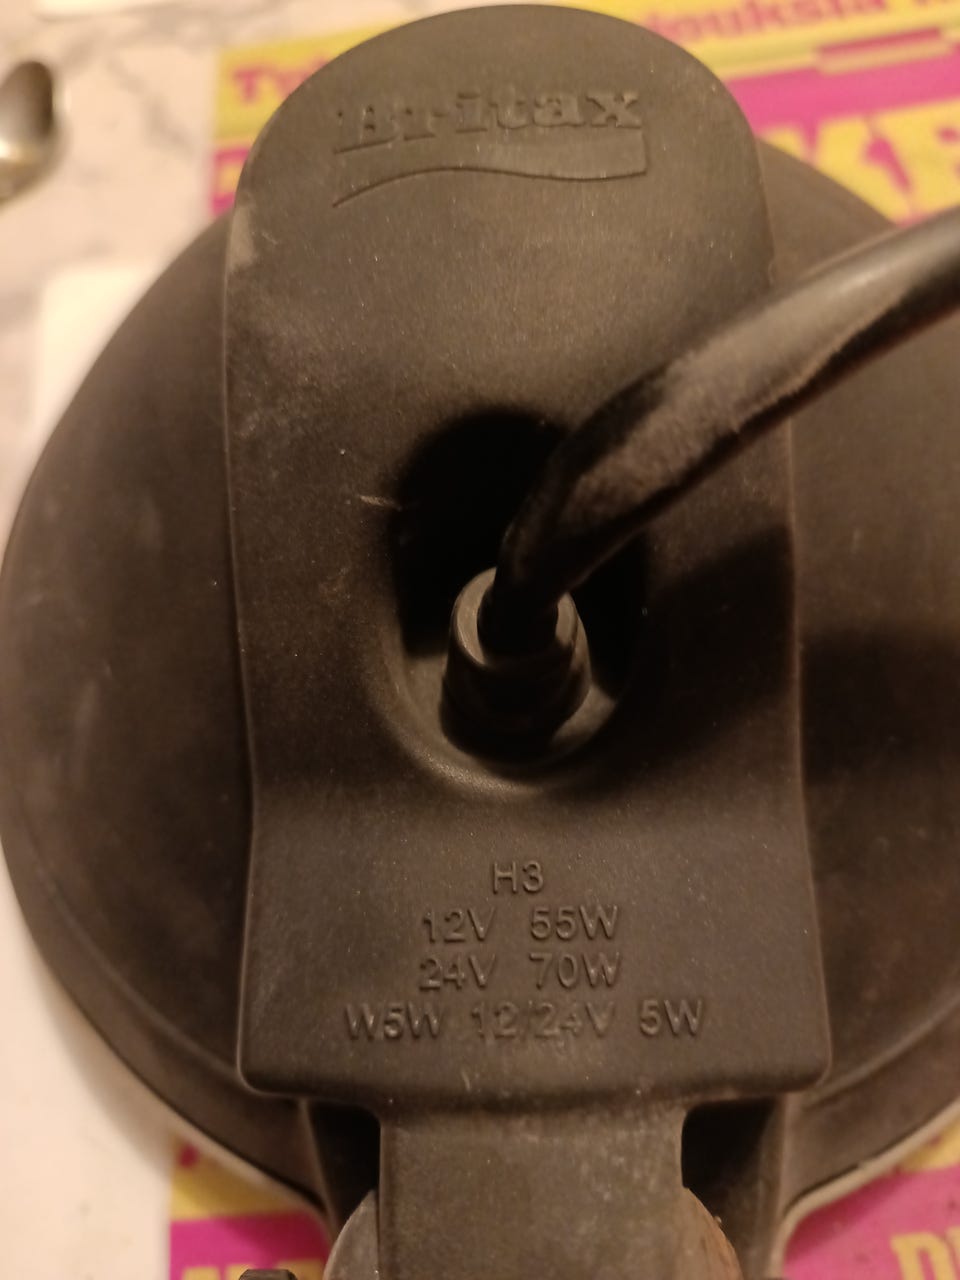 Britax
H3
12V 55W
24V 70W
W5W 12/24V 5W